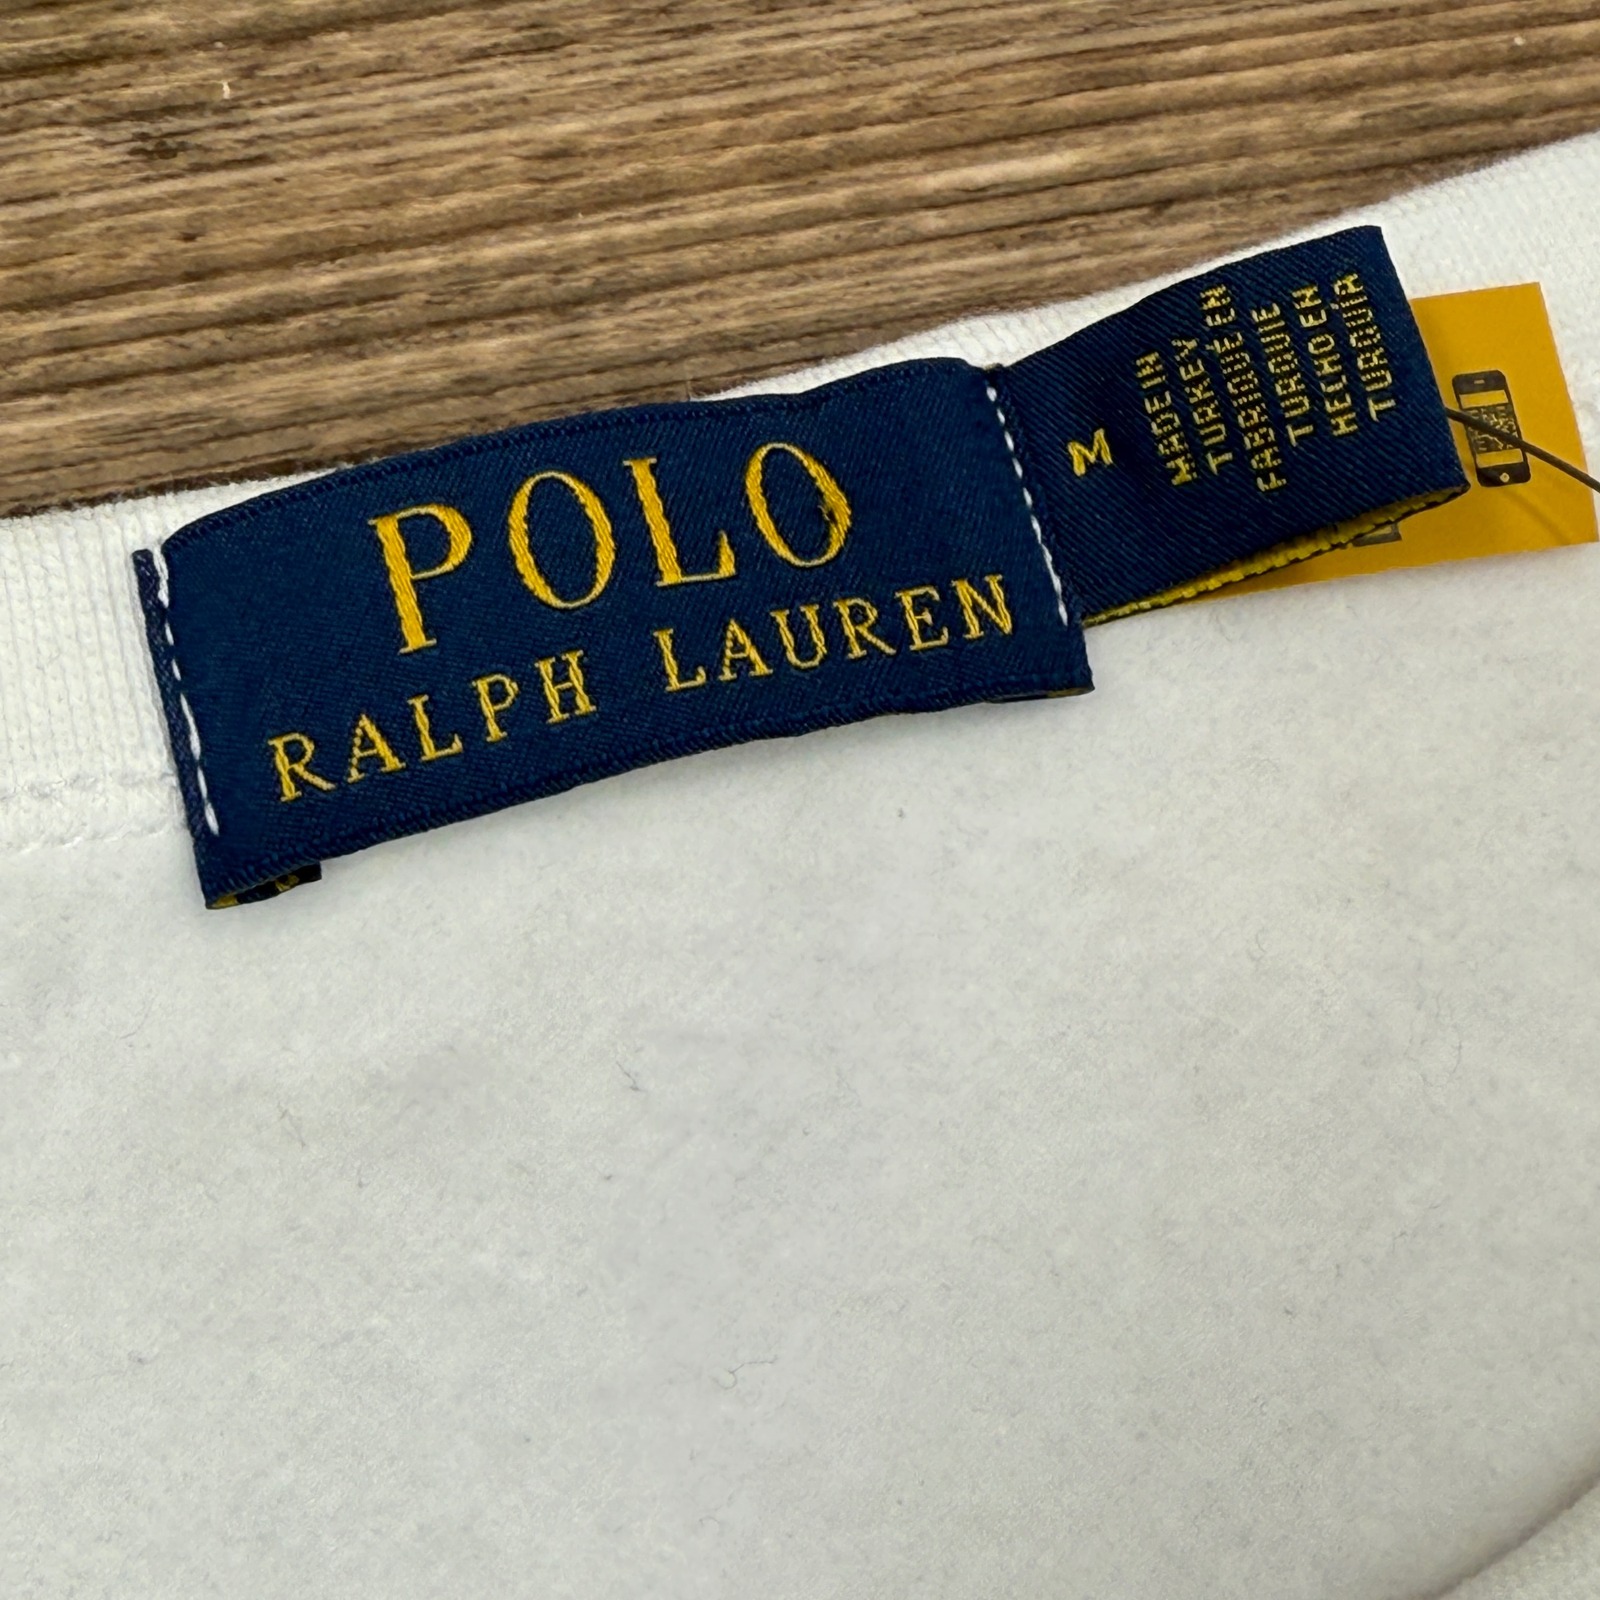 POLO
RALPH LAUREN
M
MADE IN
TURKEY
FABRIQUÉ EN
TURQUIE
HECHO EN
TURQUÍA